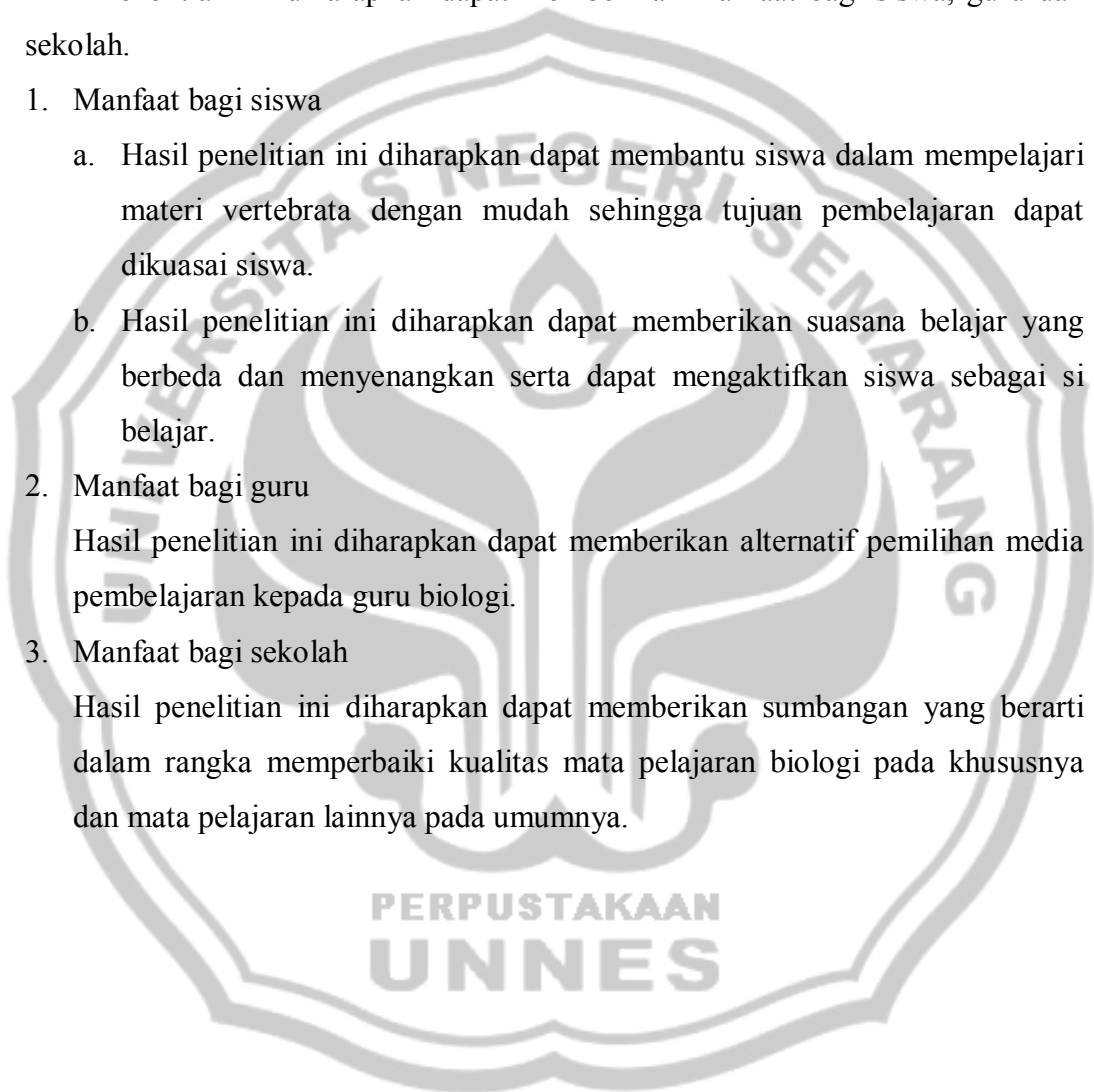 sekolah.
1. Manfaat bagi siswa
a. Hasil penelitian ini diharapkan dapat membantu siswa dalam mempelajari
materi vertebrata dengan mudah sehingga tujuan pembelajaran dapat
dikuasai siswa.
b. Hasil penelitian ini diharapkan dapat memberikan suasana belajar yang
berbeda dan menyenangkan serta dapat mengaktifkan siswa sebagai si
belajar.
2. Manfaat bagi guru
Hasil penelitian ini diharapkan dapat memberikan alternatif pemilihan media
pembelajaran kepada guru biologi.
3. Manfaat bagi sekolah
Hasil penelitian ini diharapkan dapat memberikan sumbangan yang berarti
dalam rangka memperbaiki kualitas mata pelajaran biologi pada khususnya
dan mata pelajaran lainnya pada umumnya.
UNIVERSITAS NEGERI SEMARANG
PERPUSTAKAAN
UNNES